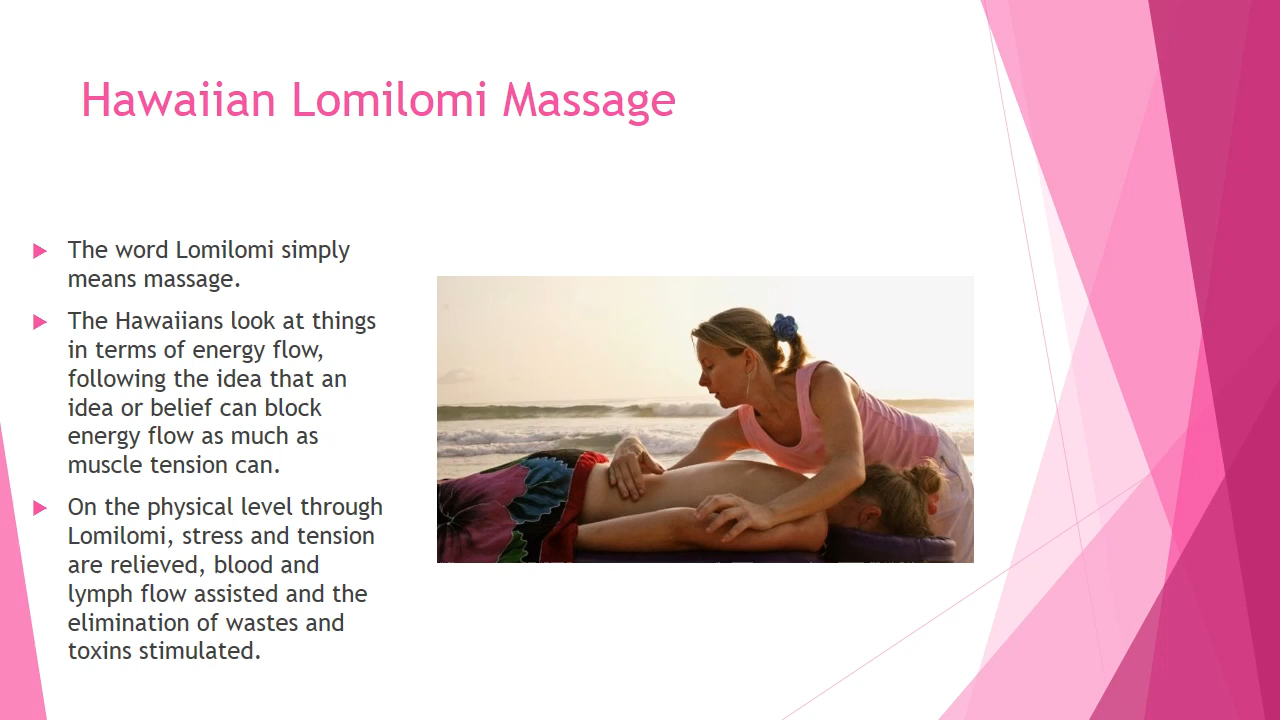 Hawaiian Lomilomi Massage
The word Lomilomi simply
means massage.
The Hawaiians look at things
in terms of energy flow,
following the idea that an
idea or belief can block
energy flow as much as
muscle tension can.
On the physical level through
Lomilomi, stress and tension
are relieved, blood and
lymph flow assisted and the
elimination of wastes and
toxins stimulated.